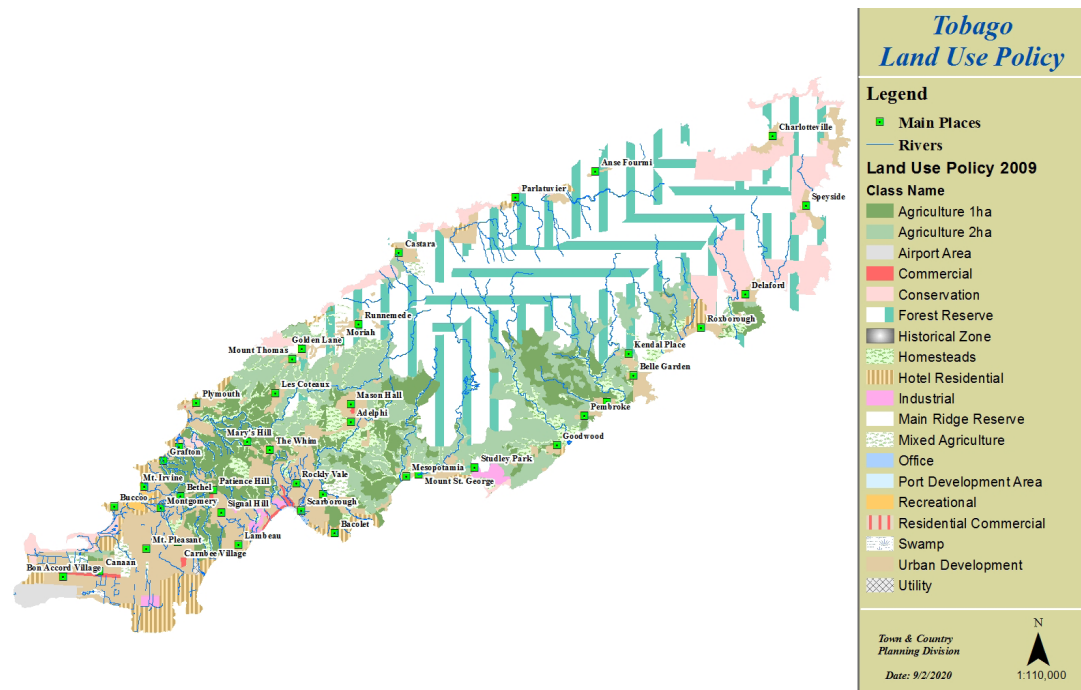 Tobago
Land Use Policy
Legend
Main Places
Rivers
Land Use Policy 2009
Class Name
Agriculture 1ha
Agriculture 2ha
Airport Area
Commercial
Conservation
Forest Reserve
Historical Zone
Homesteads
Hotel Residential
Industrial
Main Ridge Reserve
Mixed Agriculture
Office
Port Development Area
Recreational
Residential Commercial
Swamp
Urban Development
Utility
Town & Country
Planning Division
Date: 9/2/2020
N
1:110,000
Charlotteville
Anse Fourmi
Parlatuvier
Speyside
Castara
Delaford
Runnemede
Roxborough
Moriah
Golden Lane
Kendal Place
Mount Thomas
Belle Garden
Les Coteaux
Plymouth
Mason Hall
Pembroke
Adelphi
Mary's Hill
The Whim
Goodwood
Grafton
Studley Park
Mesopotamia
Rockly Vale
Mt. Irvine
Patience Hill
Mount St. George
Buccoo
Montgomery
Signal Hill
Scarborough
Bacolet
Lambeau
Mt. Pleasant
Carnbee Village
Canaan
Bon Accord Village